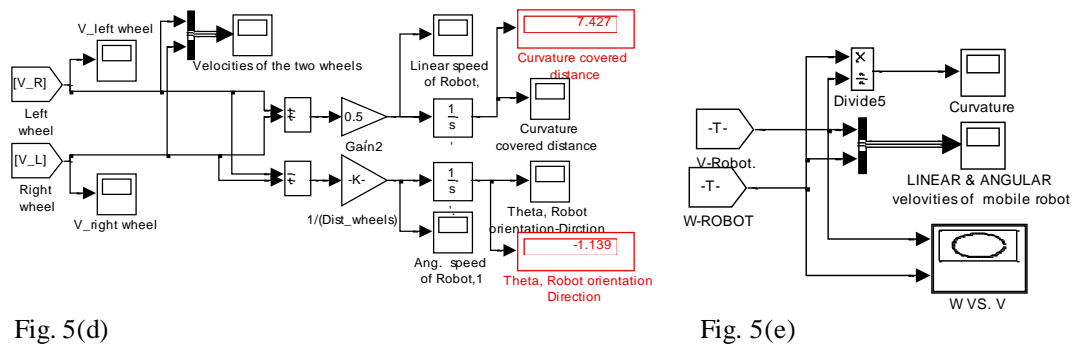 V_left wheel
[V_R]
Left
wheel
[V_L]
Right
wheel
V_right wheel
Velocities of the two wheels
0.5
Gain2
-K-
1/(Dist_wheels)
Linear speed
of Robot,
1
s
'
1
s
Ang. speed
of Robot,1
7.427
Curvature covered
distance
Curvature
covered distance
Theta, Robot
orientation-Dirction
-1.139
Theta, Robot orientation
Direction
Fig. 5(d)
×
÷
Divide5
Curvature
-T-
V-Robot.
-T-
W-ROBOT
LINEAR & ANGULAR
velovities of mobile robot
W VS. V
Fig. 5(e)